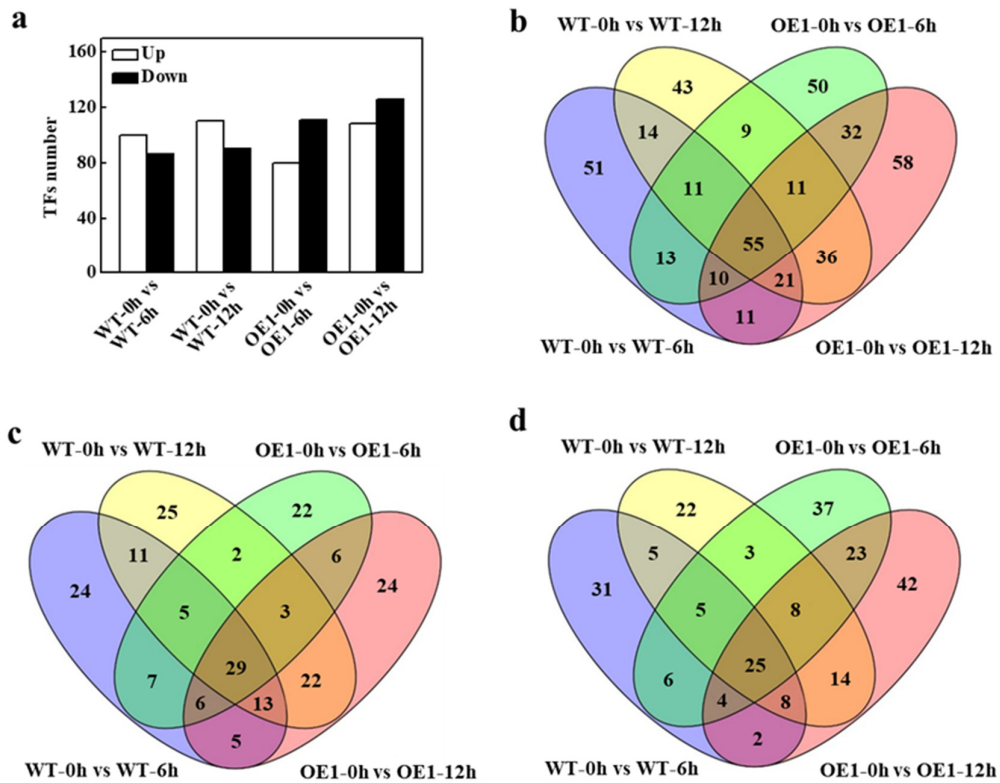 a
160
120
80
40
0
TFs number
Up
Down
WT-0h vs
WT-6h
WT-0h vs
WT-12h
OE1-0h vs
OE1-6h
OE1-0h vs
OE1-12h
b
WT-0h vs WT-12h
OE1-0h vs OE1-6h
43
50
14
9
32
51
58
11
11
55
13
36
10
21
11
WT-0h vs WT-6h
OE1-0h vs OE1-12h
c
WT-0h vs WT-12h
OE1-0h vs OE1-6h
25
22
11
2
6
24
24
5
3
29
7
22
6
13
5
WT-0h vs WT-6h
OE1-0h vs OE1-12h
d
WT-0h vs WT-12h
OE1-0h vs OE1-6h
22
37
5
3
23
31
42
5
8
25
6
14
4
8
2
WT-0h vs WT-6h
OE1-0h vs OE1-12h